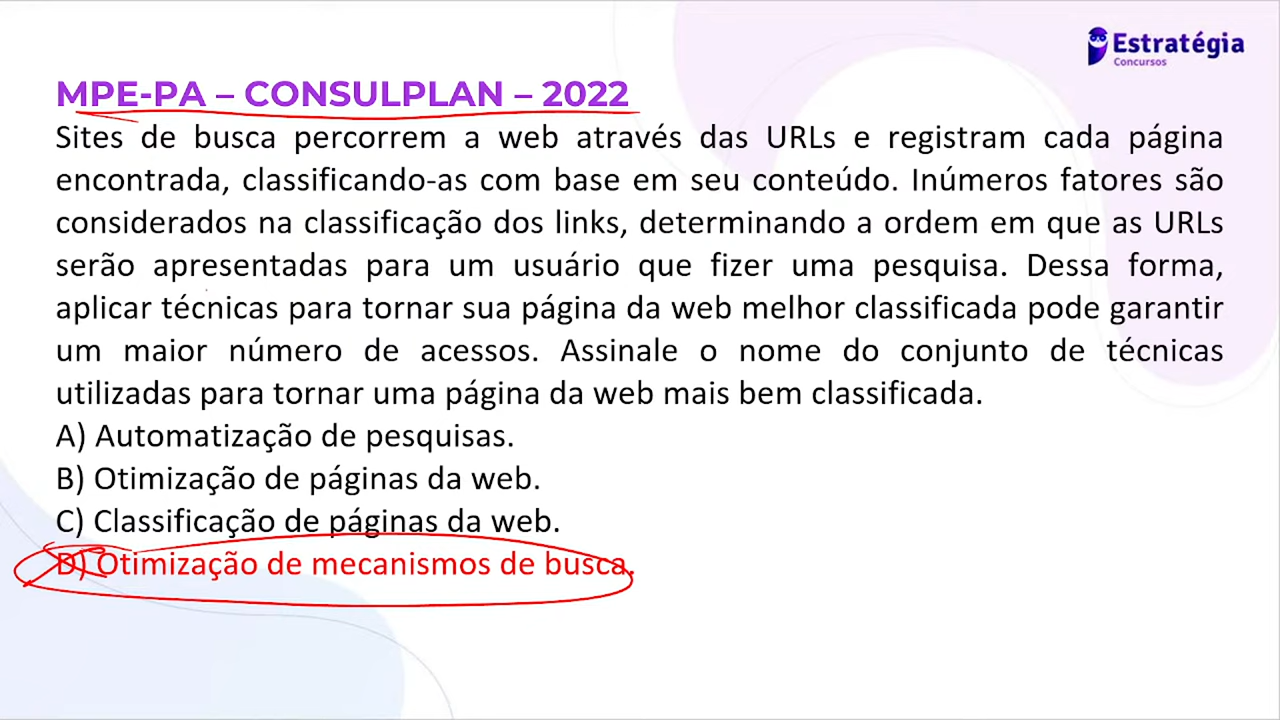 Estratégia
Concursos
MPE-PA – CONSULPLAN – 2022
Sites de busca percorrem a web através das URLs e registram cada página
encontrada, classificando-as com base em seu conteúdo. Inúmeros fatores são
considerados na classificação dos links, determinando a ordem em que as URLs
serão apresentadas para um usuário que fizer uma pesquisa. Dessa forma,
aplicar técnicas para tornar sua página da web melhor classificada pode garantir
um maior número de acessos. Assinale o nome do conjunto de técnicas
utilizadas para tornar uma página da web mais bem classificada.
A) Automatização de pesquisas.
B) Otimização de páginas da web.
C) Classificação de páginas da web.
D) Otimização de mecanismos de busca.